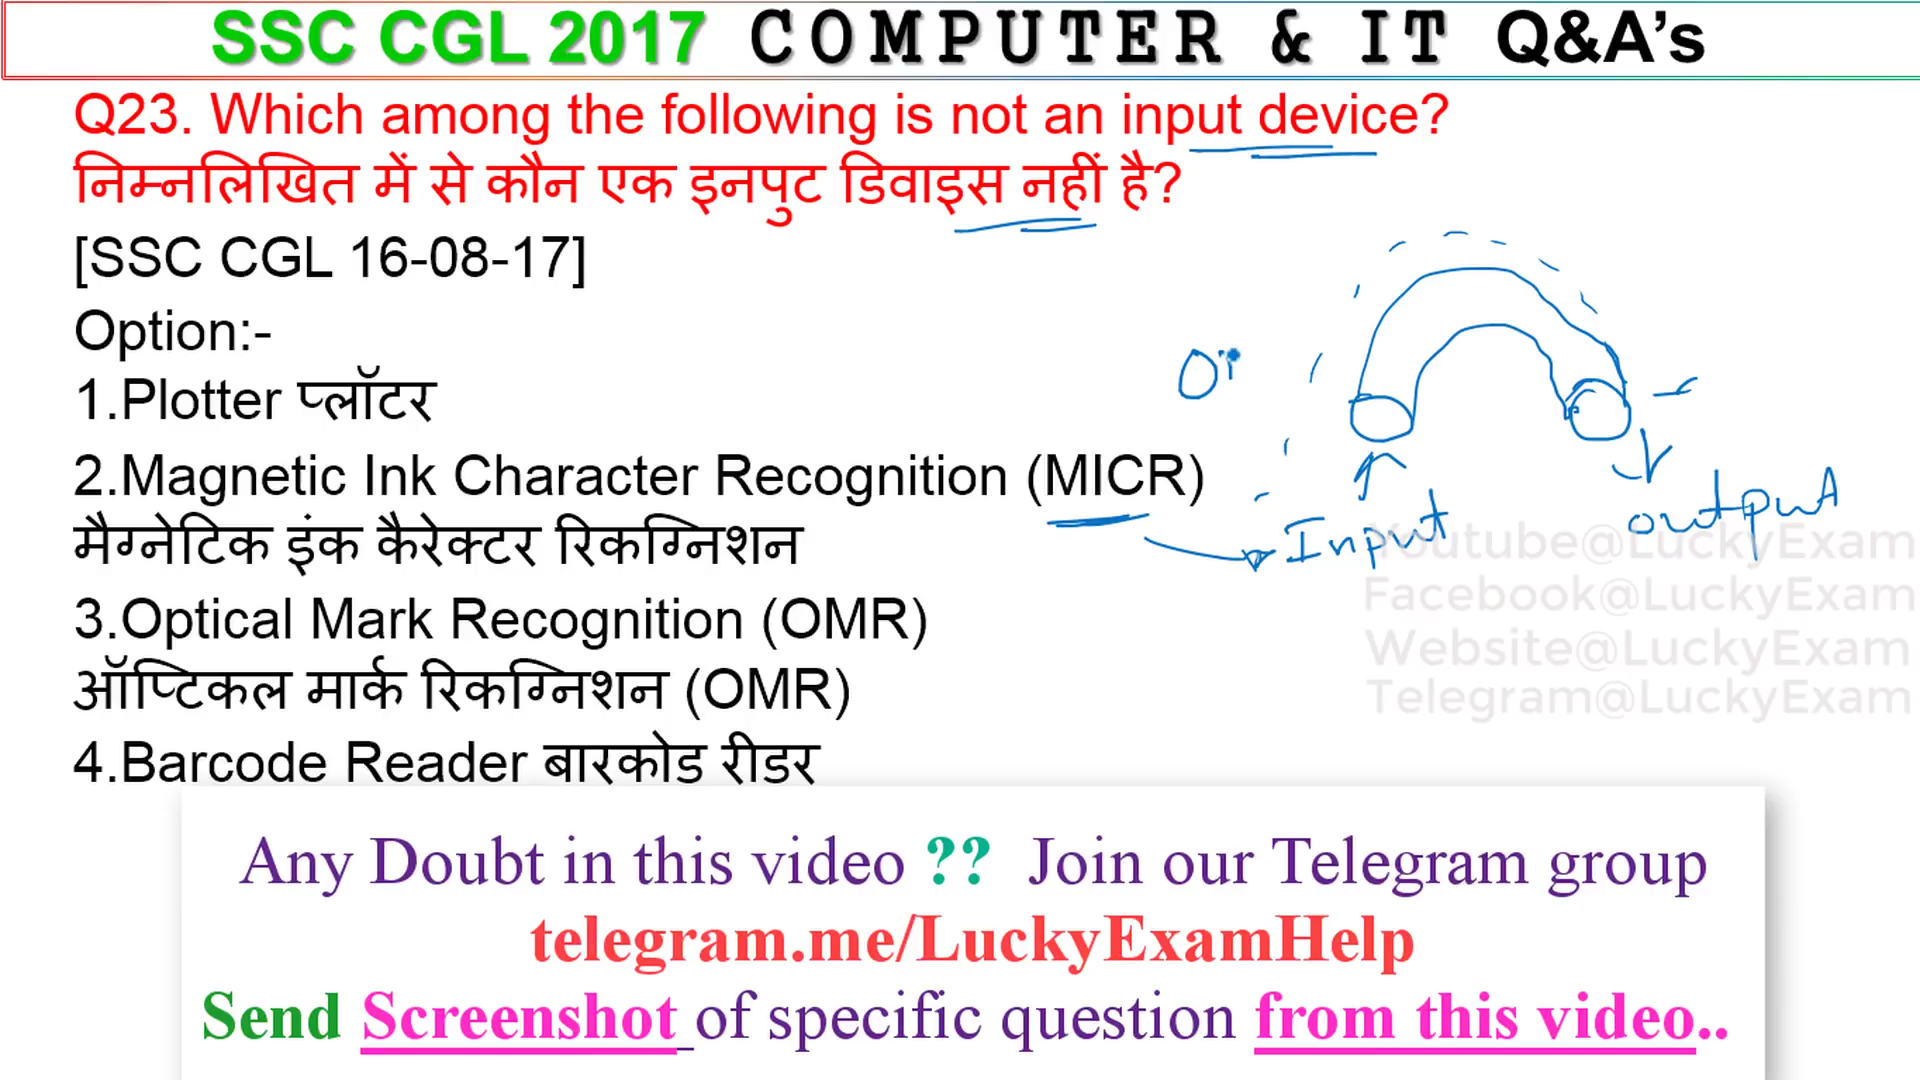 SSC CGL 2017 COMPUTER & IT Q&A's
Q23. Which among the following is not an input device?
निम्नलिखित में से कौन एक इनपुट डिवाइस नहीं है?
[SSC CGL 16-08-17]
Option:-
1.Plotter प्लॉटर
2.Magnetic Ink Character Recognition (MICR)
मैग्नेटिक इंक कैरेक्टर रिकग्निशन
3.Optical Mark Recognition (OMR)
ऑप्टिकल मार्क रिकग्निशन (OMR)
4.Barcode Reader बारकोड रीडर
Input
output
Youtube@LuckyExam
Facebook@LuckyExam
Website@LuckyExam
Telegram@LuckyExam
Any Doubt in this video ?? Join our Telegram group
telegram.me/LuckyExamHelp
Send Screenshot of specific question from this video..